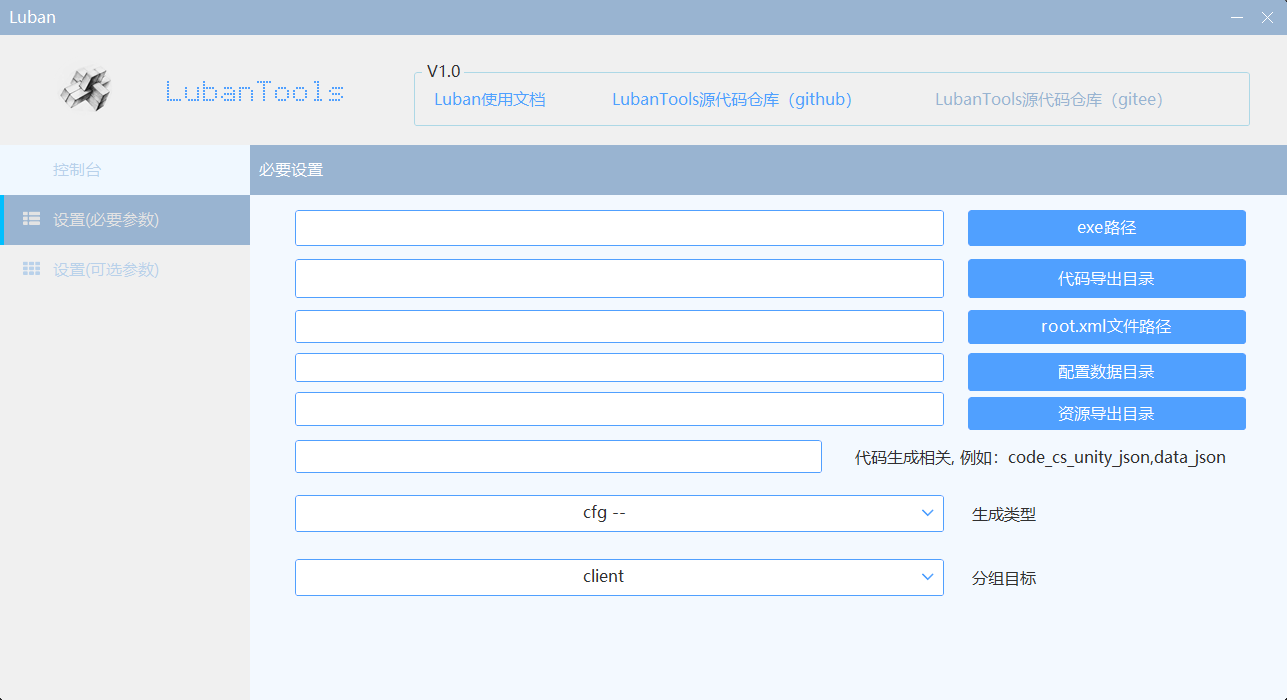 Luban
LubanTools
V1.0
Luban使用文档
LubanTools源代码仓库（github）
LubanTools源代码仓库（gitee）
控制台
设置(必要参数)
设置(可选参数)
必要设置
exe路径
代码导出目录
root.xml文件路径
配置数据目录
资源导出目录
代码生成相关, 例如：code_cs_unity_json,data_json
cfg --
生成类型
client
分组目标